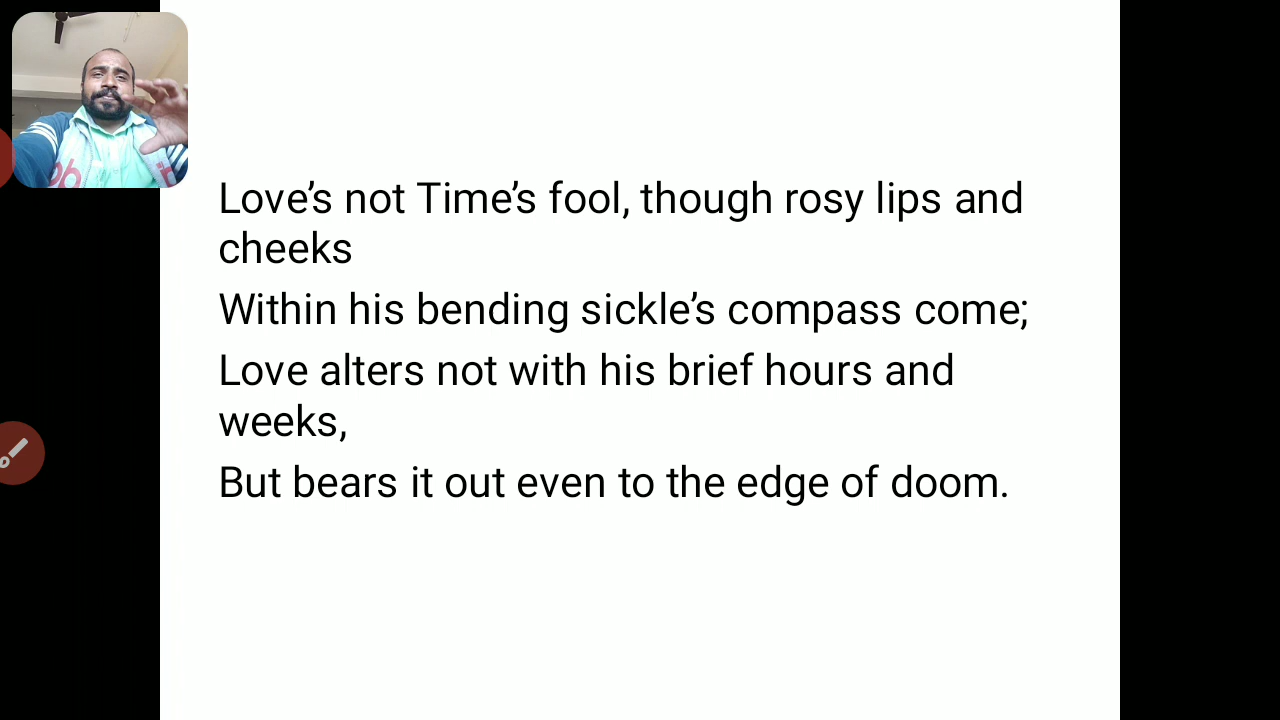 Love’s not Time’s fool, though rosy lips and
cheeks
Within his bending sickle’s compass come;
Love alters not with his brief hours and
weeks,
But bears it out even to the edge of doom.